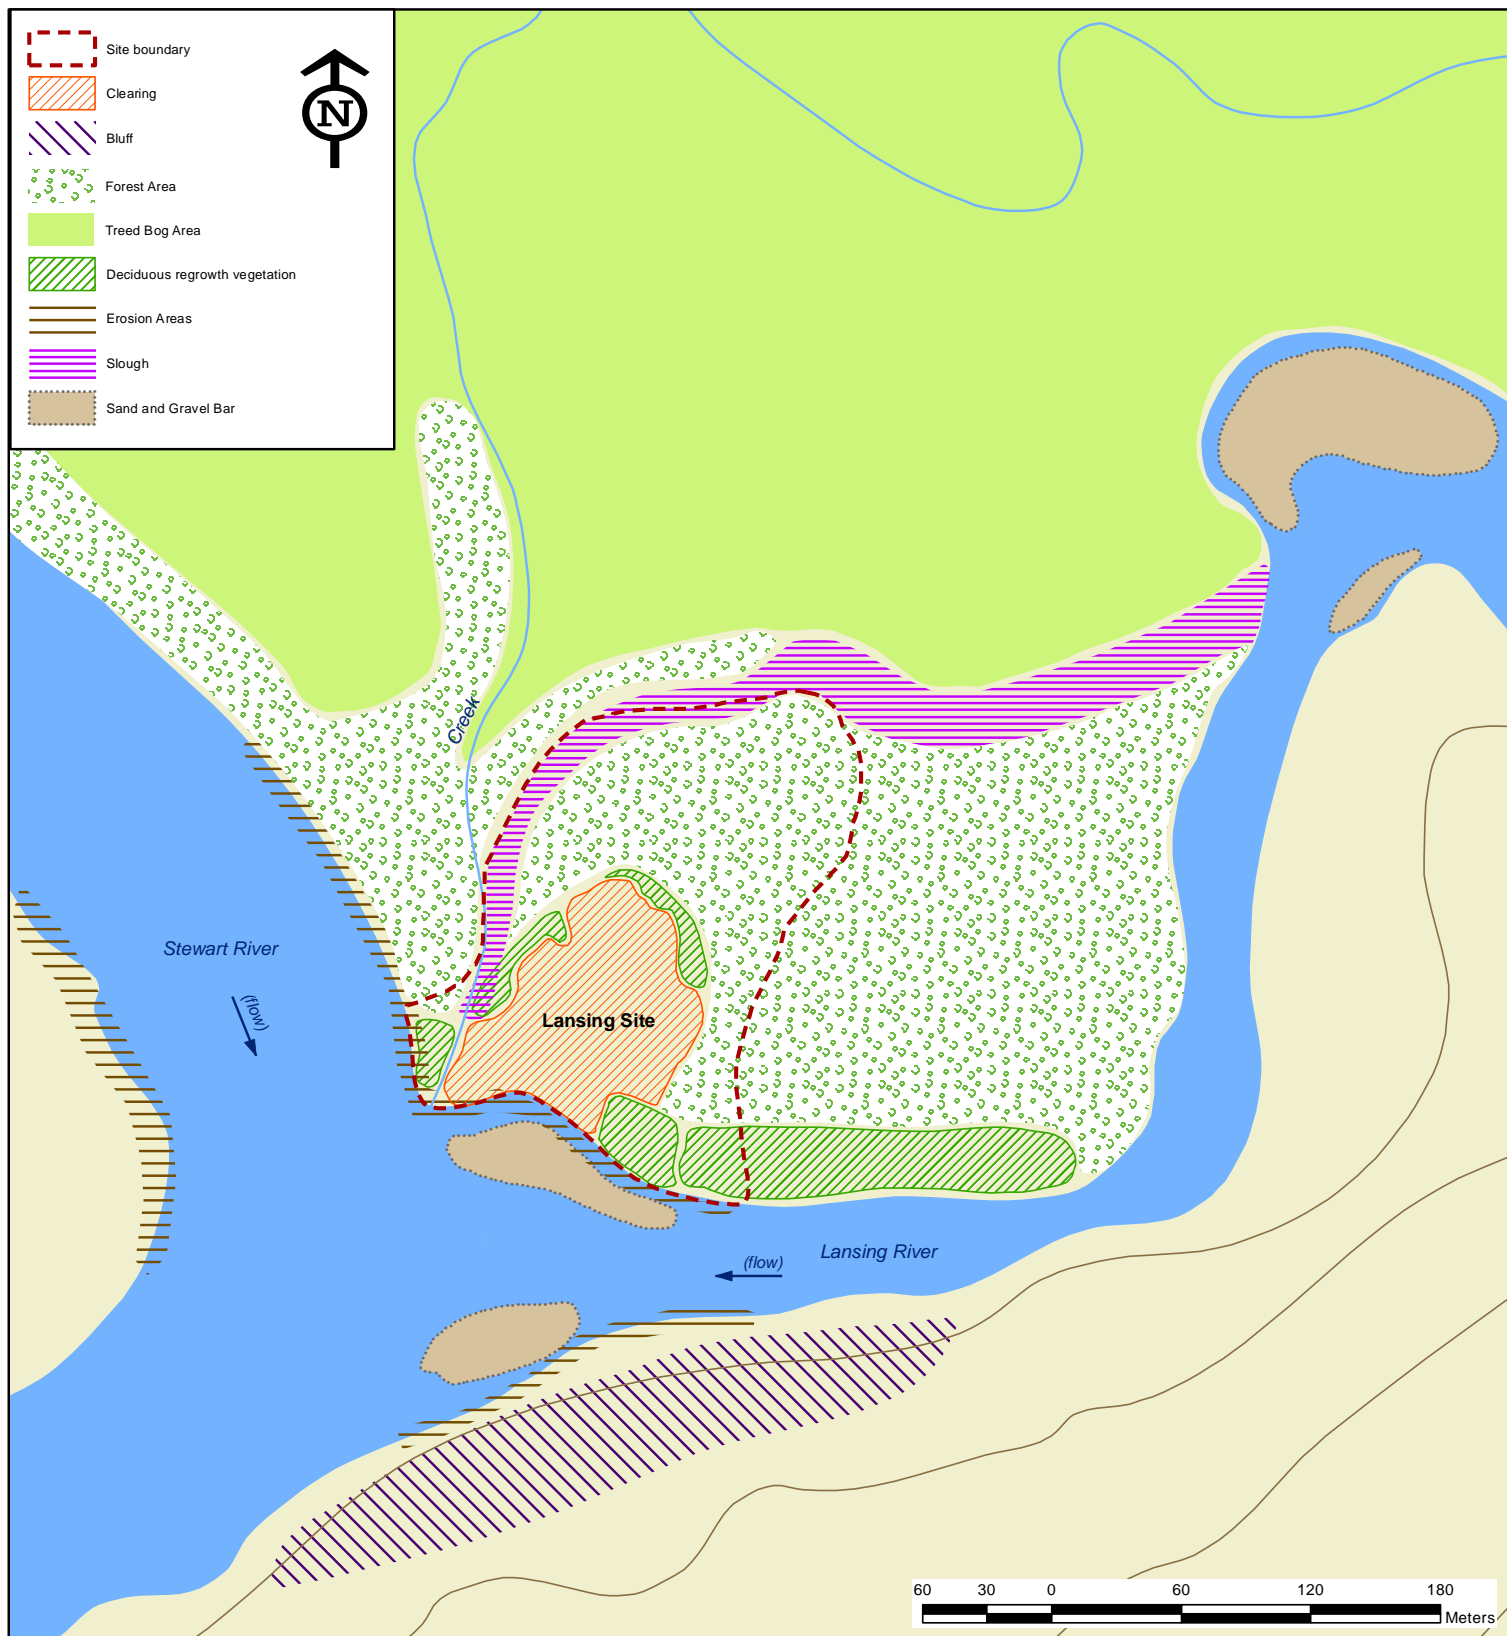 Site boundary
N
Clearing
Bluff
Forest Area
Treed Bog Area
Deciduous regrowth vegetation
Erosion Areas
Slough
Sand and Gravel Bar
Creek
Stewart River
(flow)
Lansing Site
Lansing River
(flow)
60 30 0 60 120 180
Meters